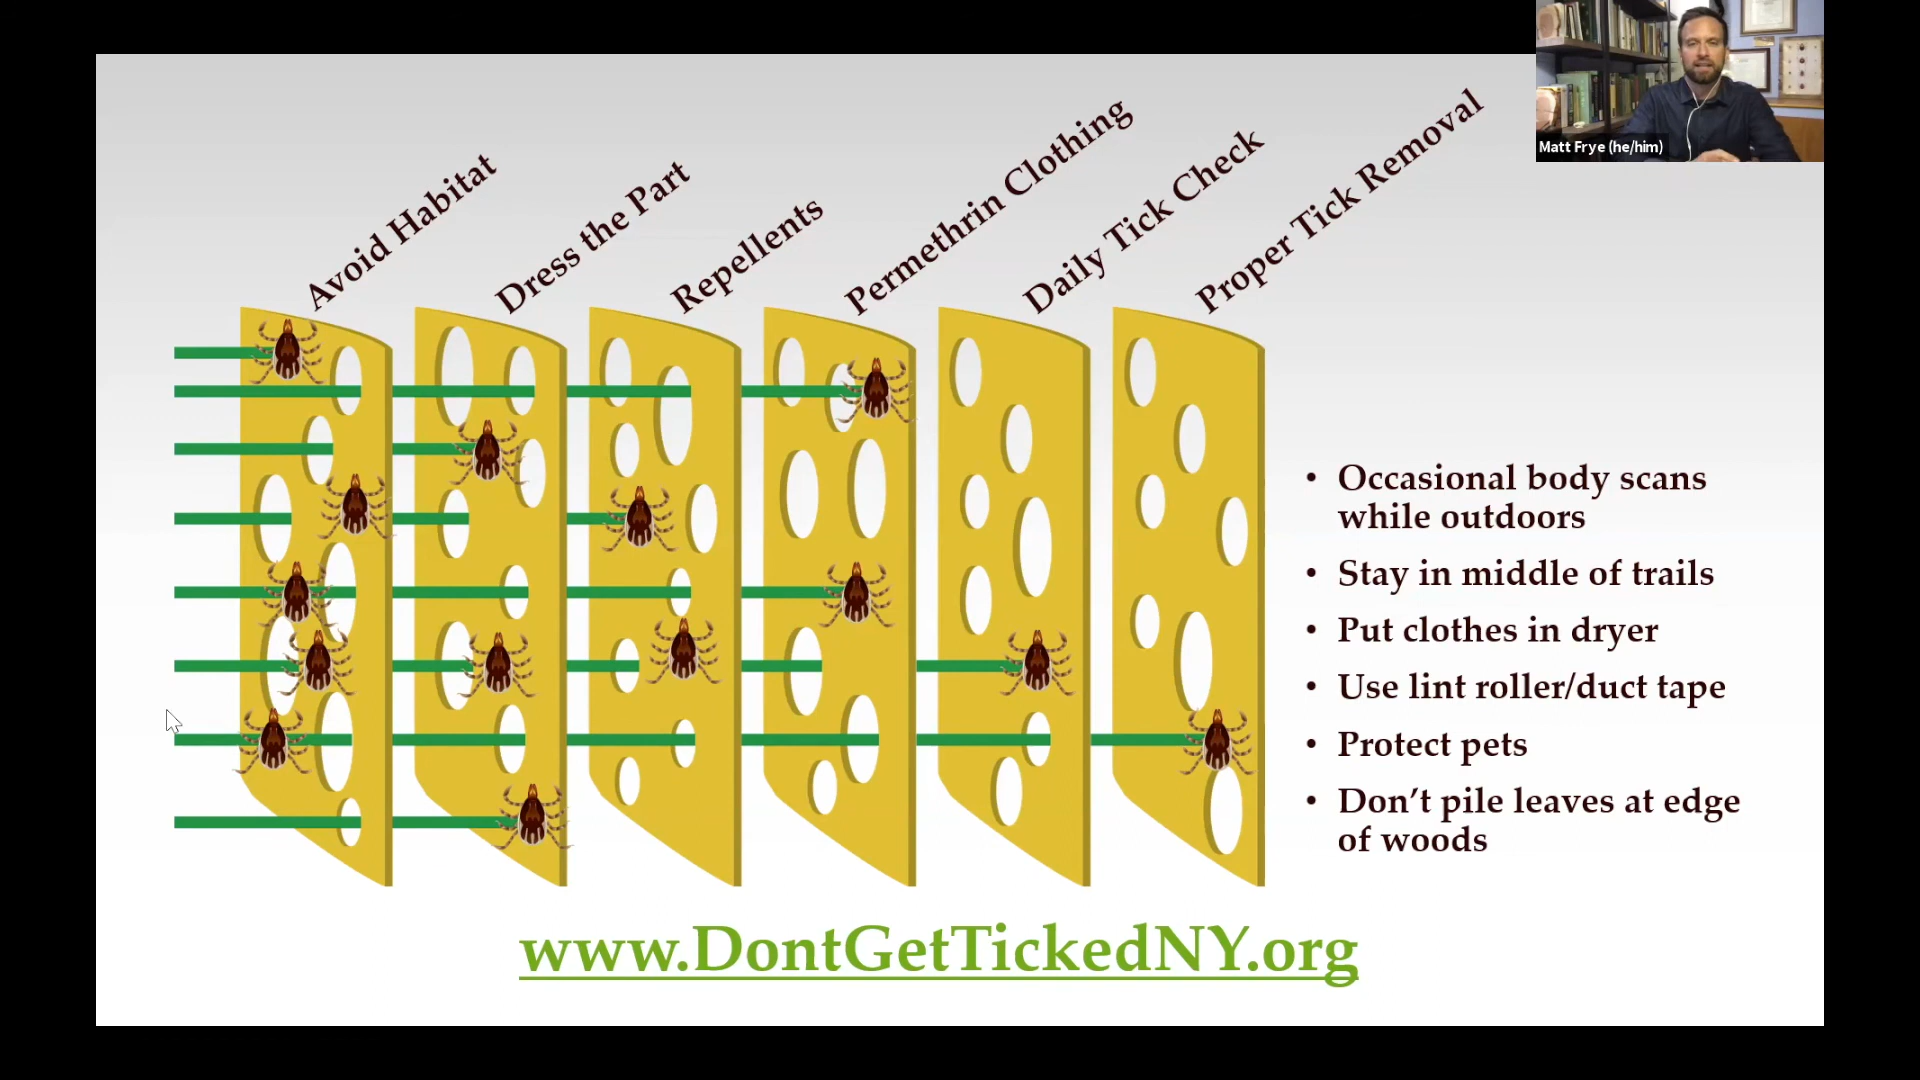 Matt Frye (he/him)
Avoid Habitat
Dress the Part
Repellents
Permethrin Clothing
Daily Tick Check
Proper Tick Removal
• Occasional body scans
while outdoors
• Stay in middle of trails
• Put clothes in dryer
• Use lint roller/duct tape
• Protect pets
• Don’t pile leaves at edge
of woods
www.DontGetTickedNY.org